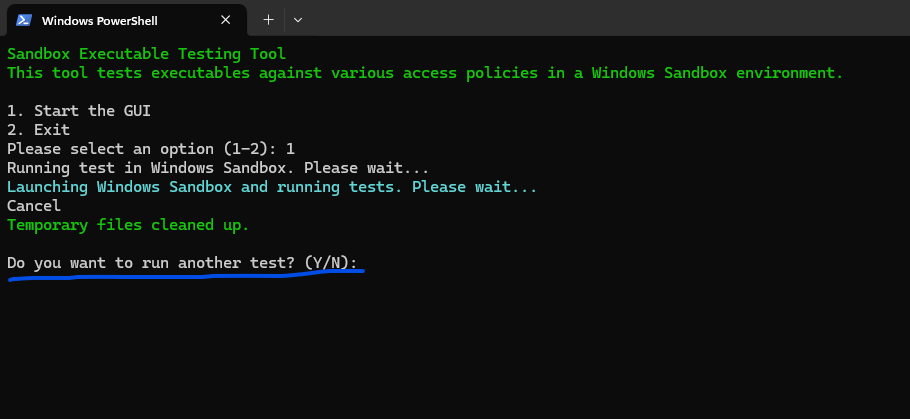 Windows PowerShell
Sandbox Executable Testing Tool
This tool tests executables against various access policies in a Windows Sandbox environment.
1. Start the GUI
2. Exit
Please select an option (1-2): 1
Running test in Windows Sandbox. Please wait...
Launching Windows Sandbox and running tests. Please wait...
Cancel
Temporary files cleaned up.
Do you want to run another test? (Y/N):